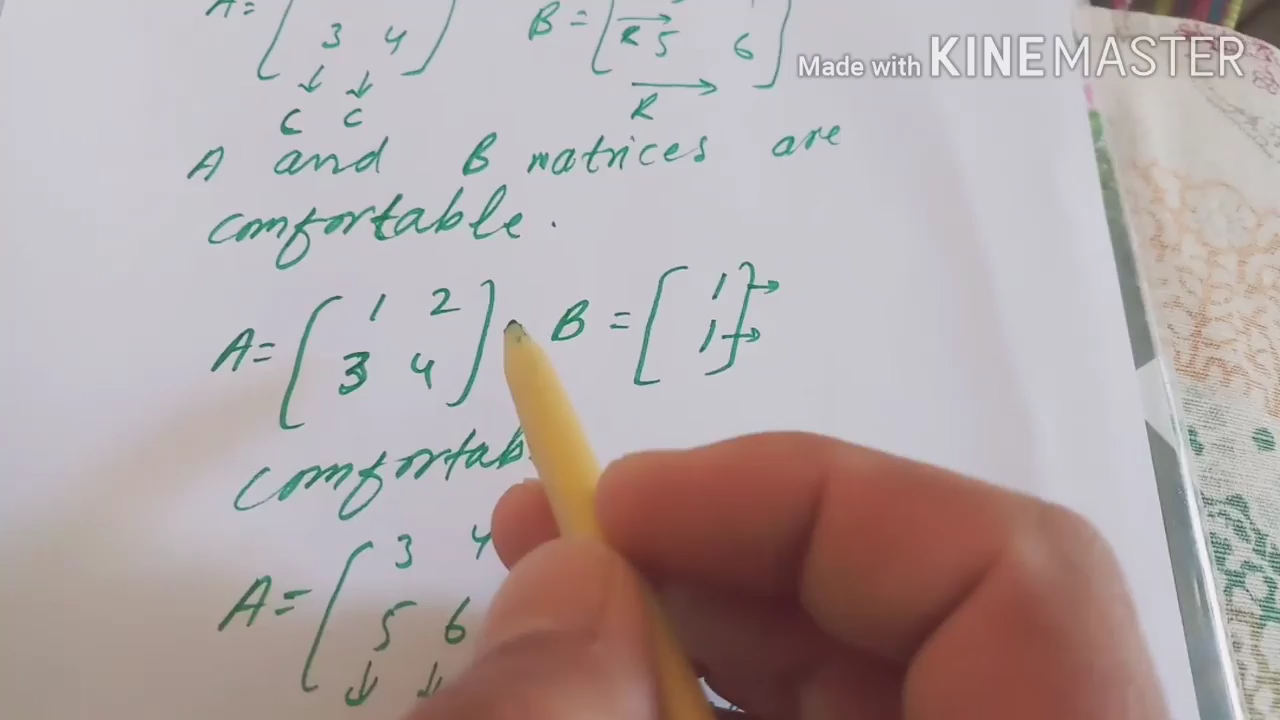 Made with KINEMASTER
A= ( 3 4 ) B = [ R 5 6 ]
C C R
A and B matrices are
comfortable.
A= ( 1 2 3 4 ) B = [ 1 1 ]
comfortab
A= ( 3 4 5 6